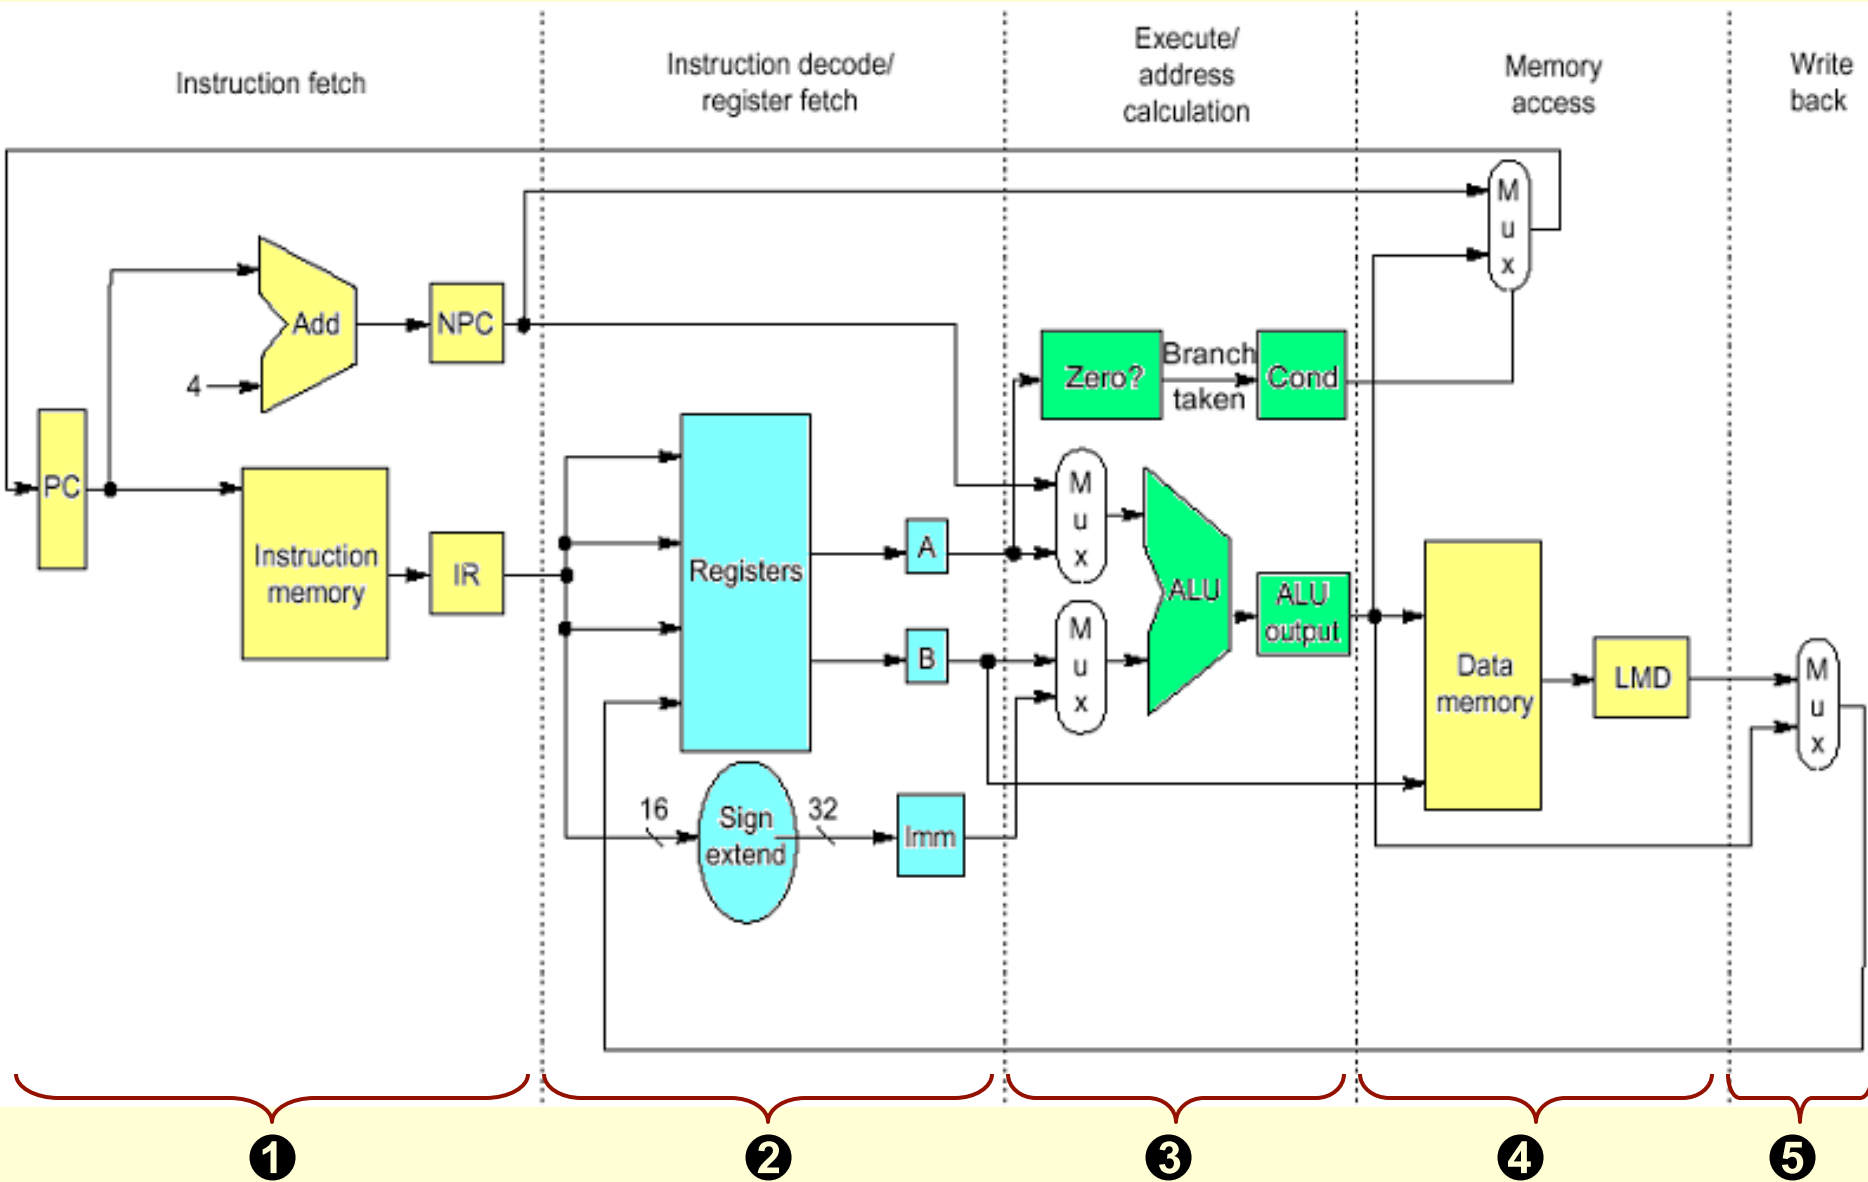 Instruction fetch
Instruction decode/
register fetch
Execute/
address
calculation
Memory
access
Write
back
M
u
x
Add
NPC
4
Zero?
Branch
taken
Cond
PC
M
u
x
Instruction
memory
IR
Registers
A
ALU
ALU
output
B
M
u
x
Data
memory
LMD
M
u
x
16
Sign
extend
32
Imm
1
2
3
4
5